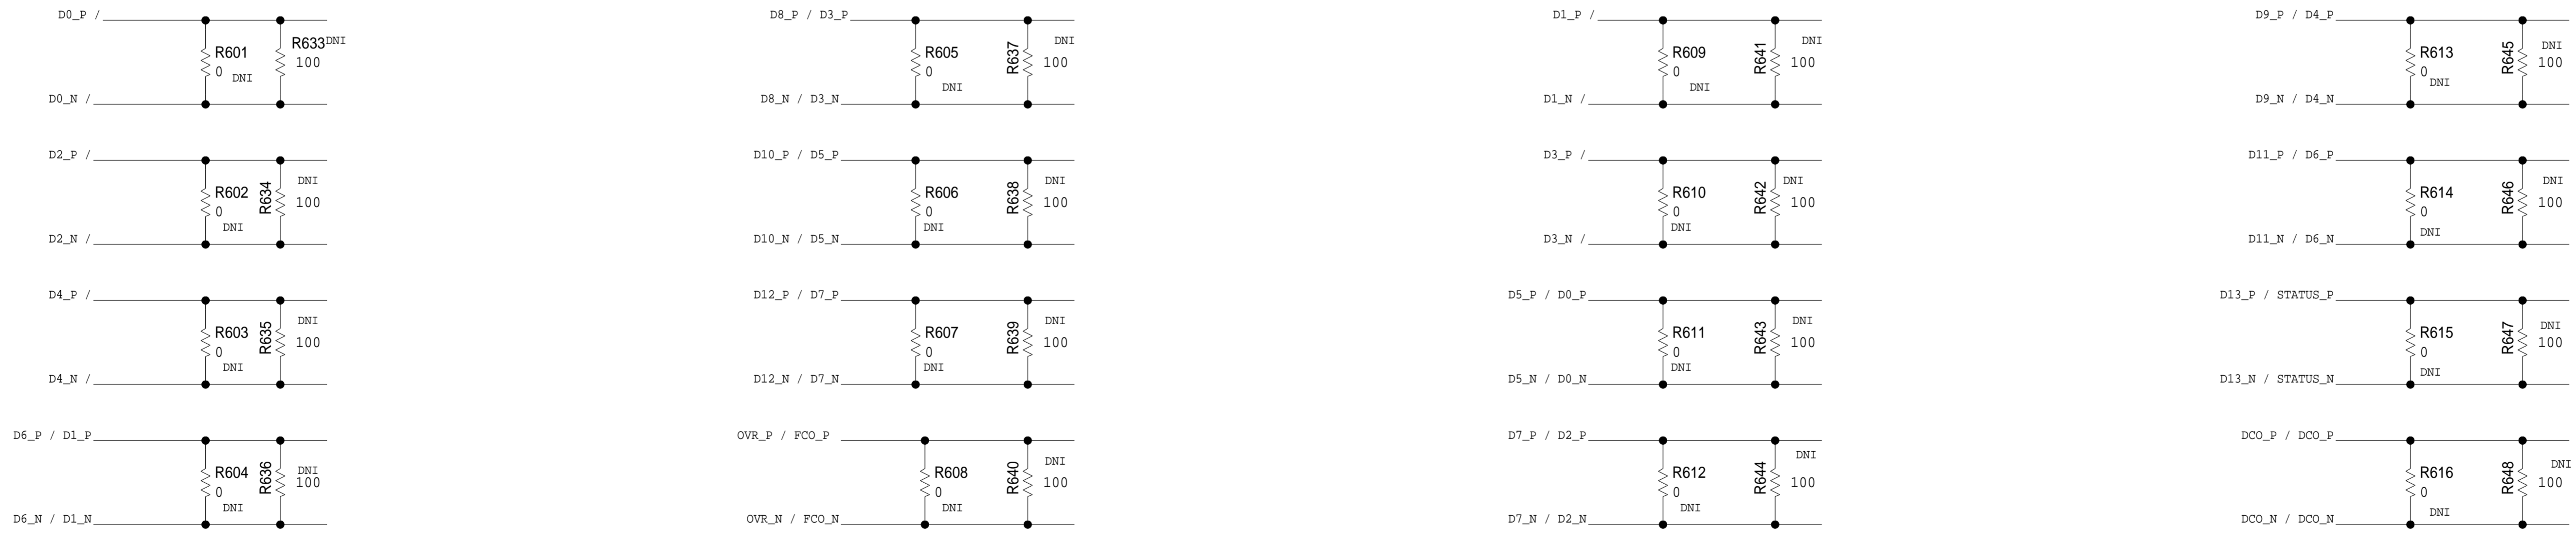 D0_P /
R601
0
DNI
R633
DNI
100
D0_N /
D8_P / D3_P
R605
0
DNI
R637
DNI
100
D8_N / D3_N
D1_P /
R609
0
DNI
R641
DNI
100
D1_N /
D9_P / D4_P
R613
0
DNI
R645
DNI
100
D9_N / D4_N
D2_P /
R602
0
DNI
R634
DNI
100
D2_N /
D10_P / D5_P
R606
0
DNI
R638
DNI
100
D10_N / D5_N
D3_P /
R610
0
DNI
R642
DNI
100
D3_N /
D11_P / D6_P
R614
0
DNI
R646
DNI
100
D11_N / D6_N
D4_P /
R603
0
DNI
R635
DNI
100
D4_N /
D12_P / D7_P
R607
0
DNI
R639
DNI
100
D12_N / D7_N
D5_P / D0_P
R611
0
DNI
R643
DNI
100
D5_N / D0_N
D13_P / STATUS_P
R615
0
DNI
R647
DNI
100
D13_N / STATUS_N
D6_P / D1_P
R604
0
DNI
R636
DNI
100
D6_N / D1_N
OVR_P / FCO_P
R608
0
DNI
R640
DNI
100
OVR_N / FCO_N
D7_P / D2_P
R612
0
DNI
R644
DNI
100
D7_N / D2_N
DCO_P / DCO_P
R616
0
DNI
R648
DNI
100
DCO_N / DCO_N